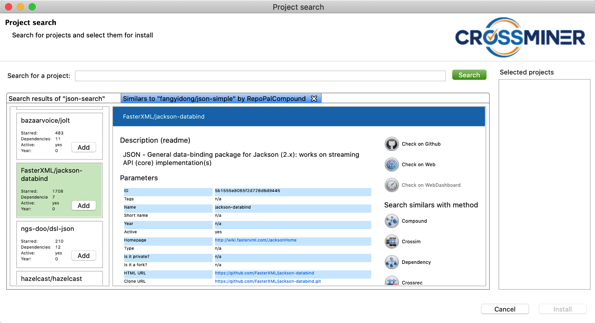 Project search
Project search
Search for projects and select them for install
CROSSMINER
Search for a project:
Search
Selected projects
Search results of "json-search"
Similars to "fangyidong/json-simple" by RepoPalCompound
bazaarvoice/jolt
Starred: 483
Dependencies: 11
Active: yes
Year: 0
Add
FasterXML/jackson-
databind
Starred: 1708
Dependencie 7
Active: yes
Year: 0
Add
ngs-doo/dsl-json
Starred: 210
Dependencies: 12
Active: yes
Year: 0
Add
hazelcast/hazelcast
FasterXML/jackson-databind
Description (readme)
JSON - General data-binding package for Jackson (2.x): works on streaming
API (core) implementation(s)
Parameters
ID
Tags n/a
Name jackson-databind
Short name n/a
Year n/a
Active yes
Homepage http://wiki.fasterxml.com/JacksonHome
Type n/a
Is it private? n/a
Is it a fork? n/a
HTML URL https://github.com/FasterXML/jackson-databind
Clone URL https://github.com/FasterXML/jackson-databind.git
Check on Github
Check on Web
Check on WebDashboard
Search similars with method
Compound
Crossim
Dependency
Crossrec
Cancel
Install